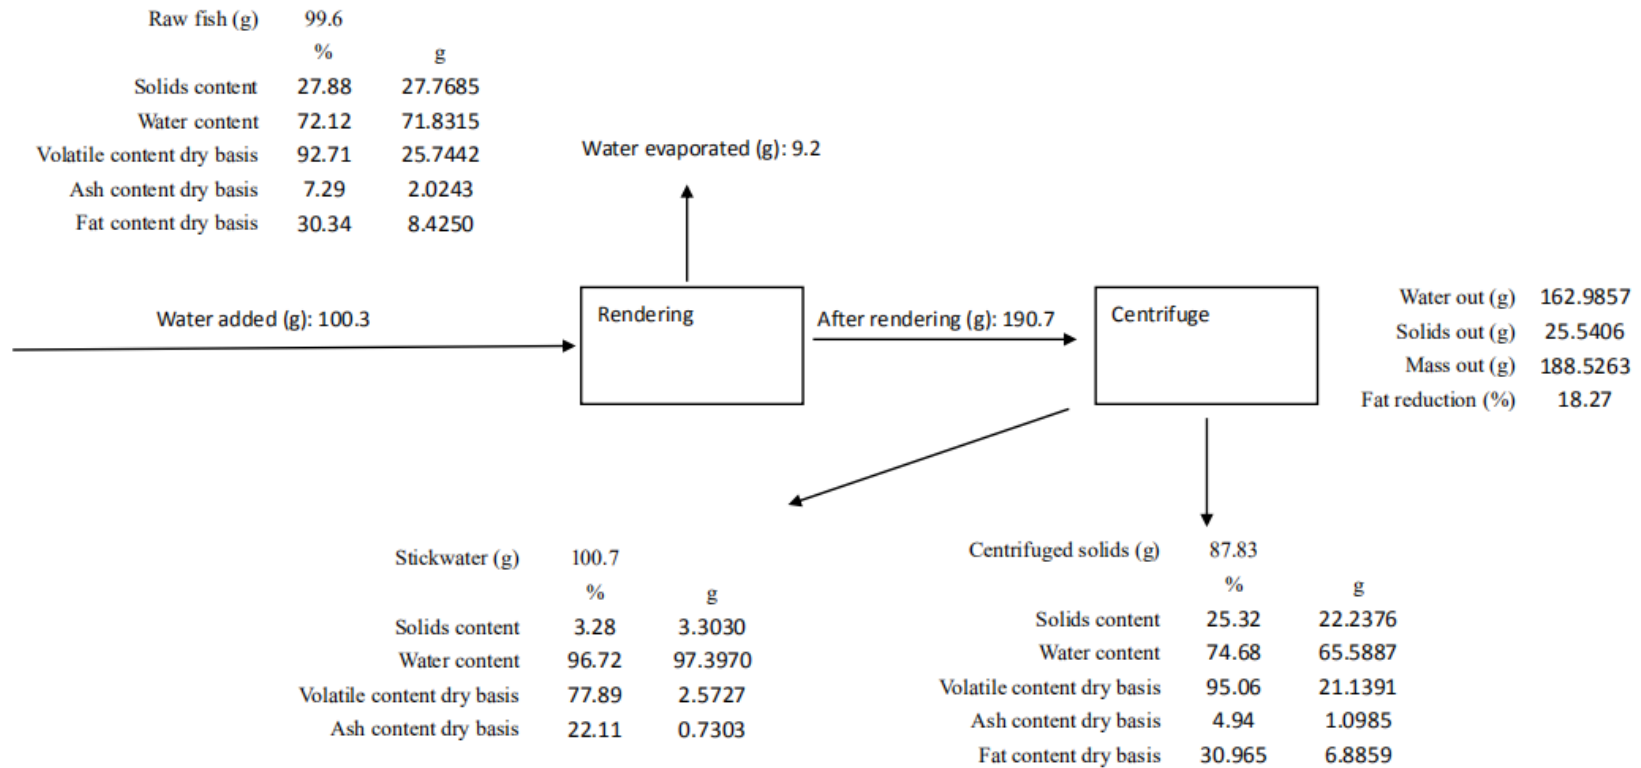 Raw fish (g) 99.6
% g
Solids content 27.88 27.7685
Water content 72.12 71.8315
Volatile content dry basis 92.71 25.7442
Ash content dry basis 7.29 2.0243
Fat content dry basis 30.34 8.4250
Water evaporated (g): 9.2
Water added (g): 100.3
Rendering
After rendering (g): 190.7
Centrifuge
Water out (g) 162.9857
Solids out (g) 25.5406
Mass out (g) 188.5263
Fat reduction (%) 18.27
Stickwater (g) 100.7
% g
Solids content 3.28 3.3030
Water content 96.72 97.3970
Volatile content dry basis 77.89 2.5727
Ash content dry basis 22.11 0.7303
Centrifuged solids (g) 87.83
% g
Solids content 25.32 22.2376
Water content 74.68 65.5887
Volatile content dry basis 95.06 21.1391
Ash content dry basis 4.94 1.0985
Fat content dry basis 30.965 6.8859